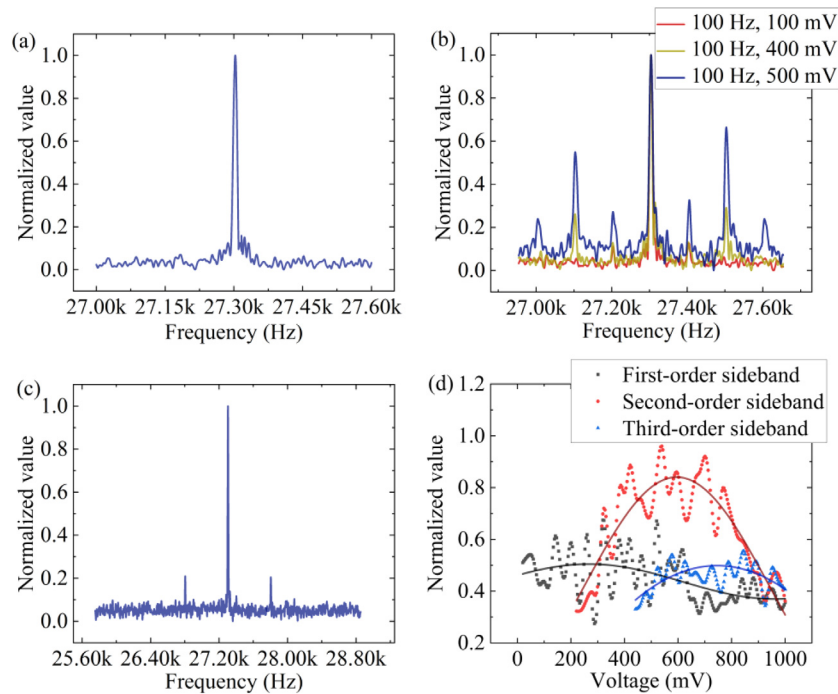 (a)
1.0
0.8
0.6
0.4
0.2
0.0
Normalized value
27.00k 27.15k 27.30k 27.45k 27.60k
Frequency (Hz)
(b)
100 Hz, 100 mV
100 Hz, 400 mV
100 Hz, 500 mV
1.0
0.8
0.6
0.4
0.2
0.0
Normalized value
27.00k 27.20k 27.40k 27.60k
Frequency (Hz)
(c)
1.0
0.8
0.6
0.4
0.2
0.0
Normalized value
25.60k 26.40k 27.20k 28.00k 28.80k
Frequency (Hz)
(d)
First-order sideband
Second-order sideband
Third-order sideband
1.2
1.0
0.8
0.6
0.4
0.2
Normalized value
0 200 400 600 800 1000
Voltage (mV)